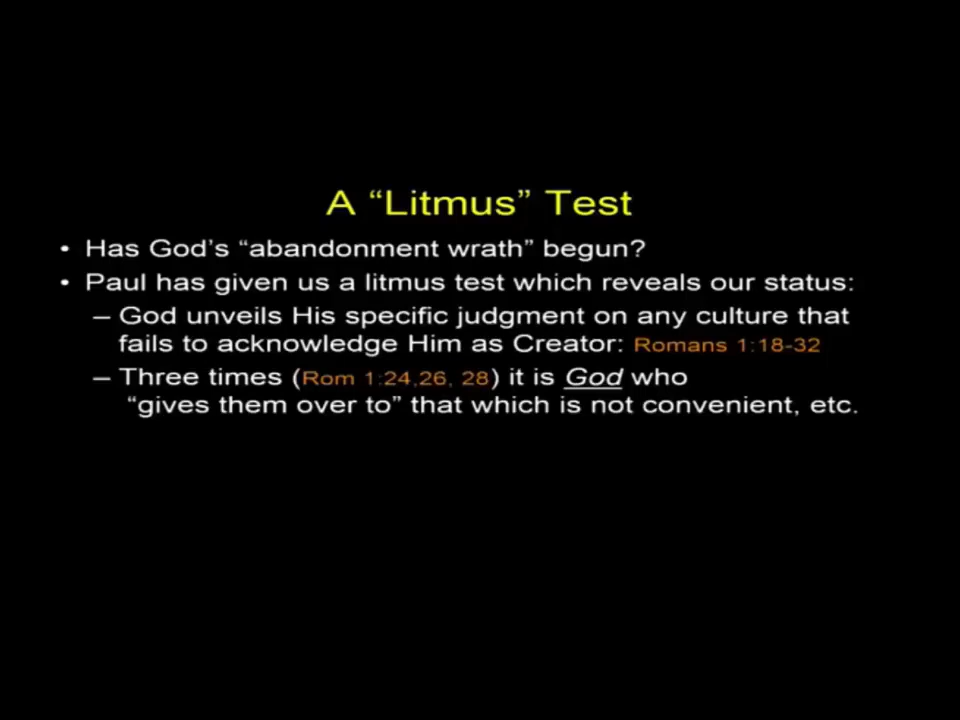 A “Litmus” Test
• Has God’s “abandonment wrath” begun?
• Paul has given us a litmus test which reveals our status:
– God unveils His specific judgment on any culture that
fails to acknowledge Him as Creator: Romans 1:18-32
– Three times (Rom 1:24,26, 28) it is God who
“gives them over to” that which is not convenient, etc.